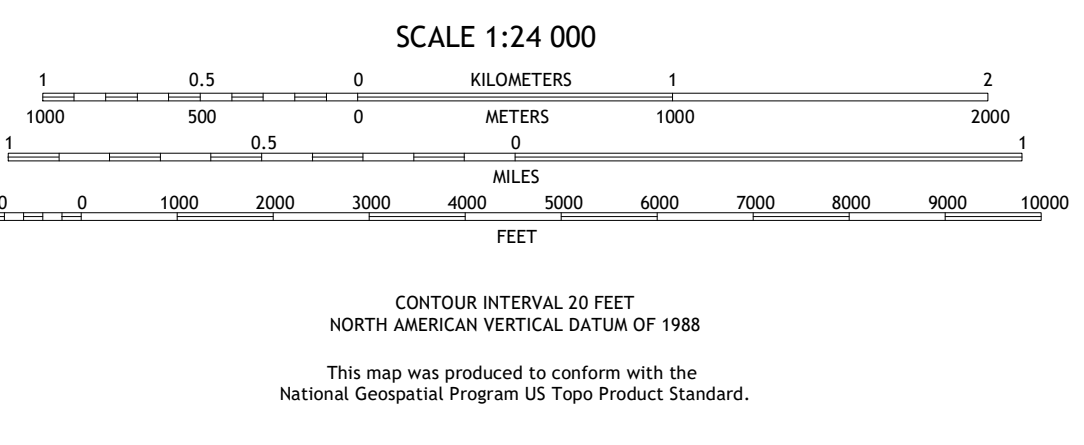 SCALE 1:24 000
1 0.5 0 KILOMETERS 1 2
1000 500 0 METERS 1000 2000
1 0.5 0 1
MILES
0 0 1000 2000 3000 4000 5000 6000 7000 8000 9000 10000
FEET
CONTOUR INTERVAL 20 FEET
NORTH AMERICAN VERTICAL DATUM OF 1988
This map was produced to conform with the
National Geospatial Program US Topo Product Standard.